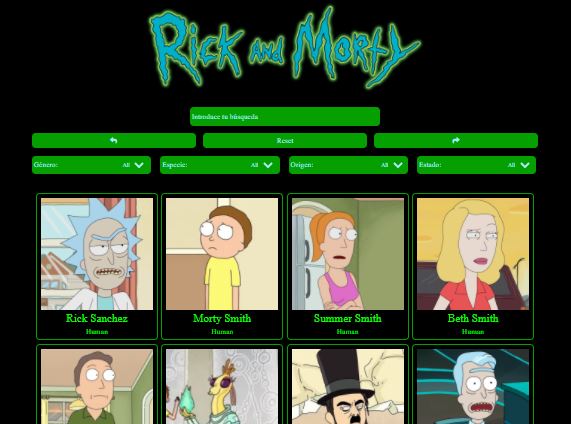 Rick and Morty
Introduce tu búsqueda
Reset
Género: All
Especie: All
Origen: All
Estado: All
Rick Sanchez
Human
Morty Smith
Human
Summer Smith
Human
Beth Smith
Human